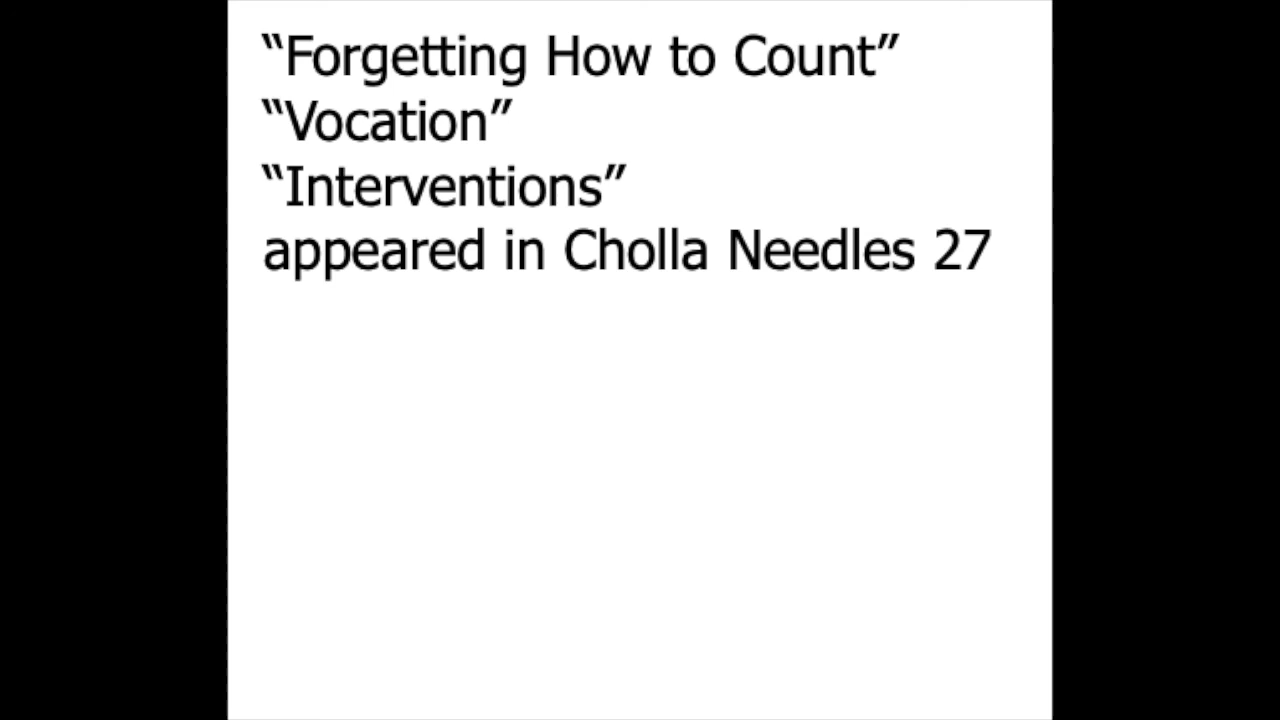 “Forgetting How to Count”
“Vocation”
“Interventions”
appeared in Cholla Needles 27